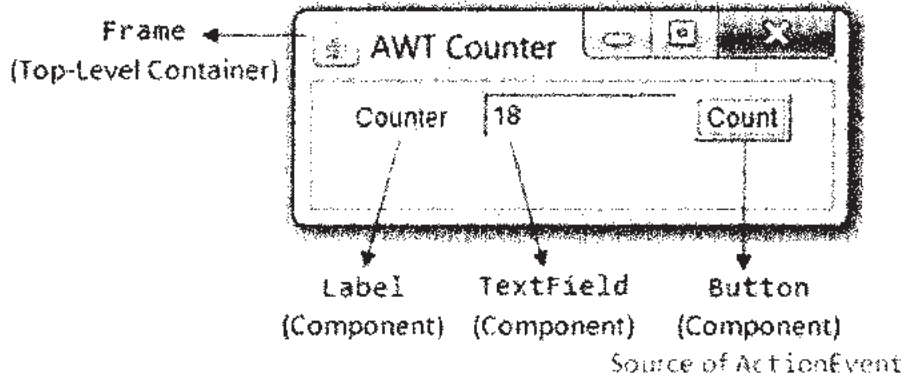 Frame
(Top-Level Container)
AWT Counter
Counter 18 Count
Label TextField Button
(Component) (Component) (Component)
Source of ActionEvent